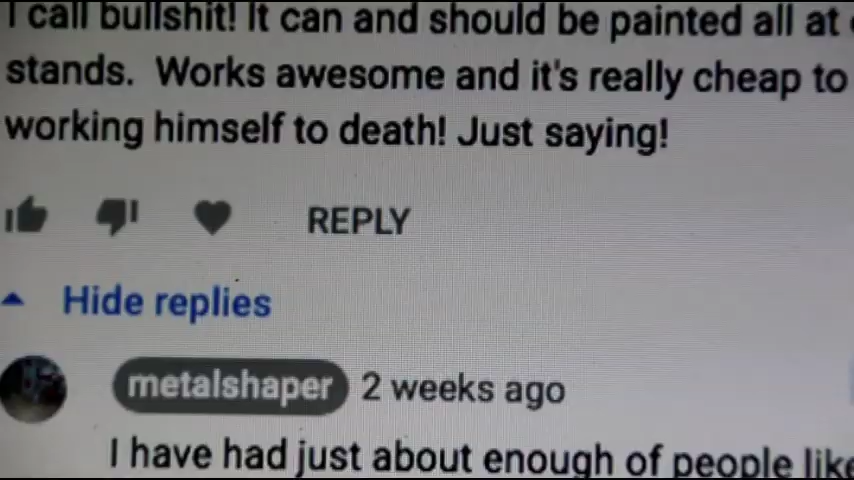 I call bullshit! It can and should be painted all at
stands. Works awesome and it's really cheap to
working himself to death! Just saying!
REPLY
Hide replies
metalshaper 2 weeks ago
I have had just about enough of people like